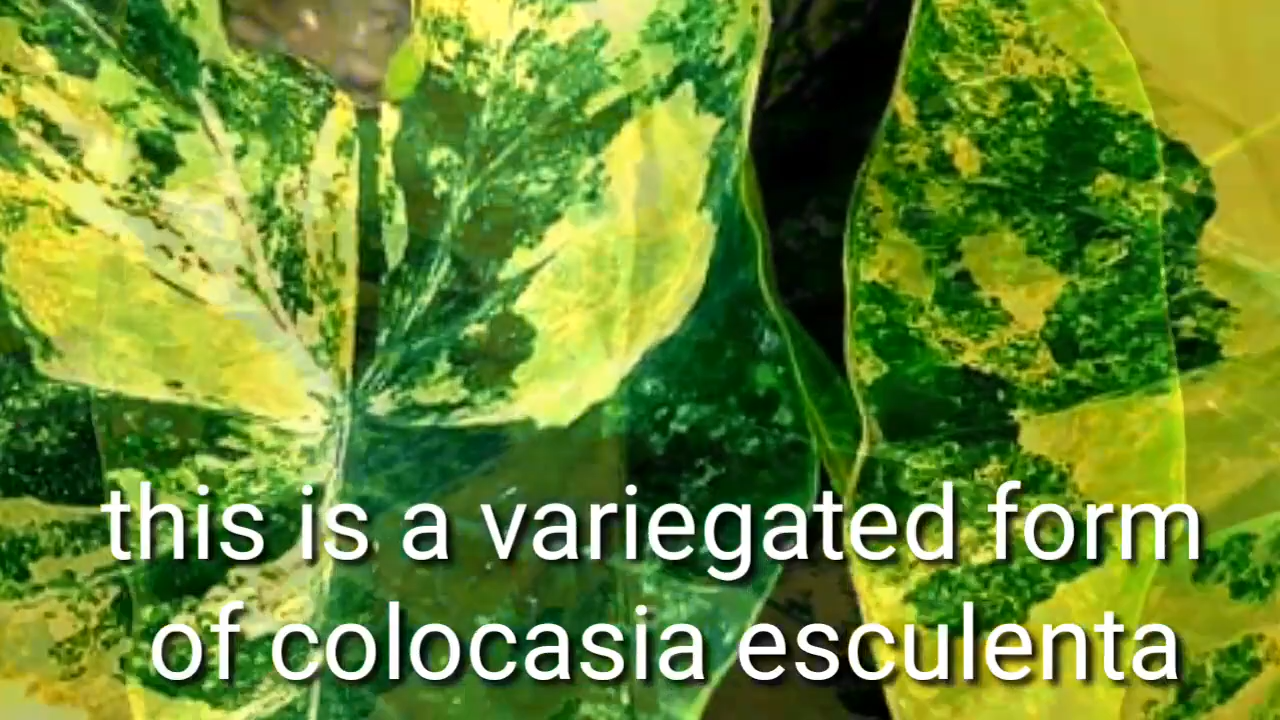 this is a variegated form
of colocasia esculenta